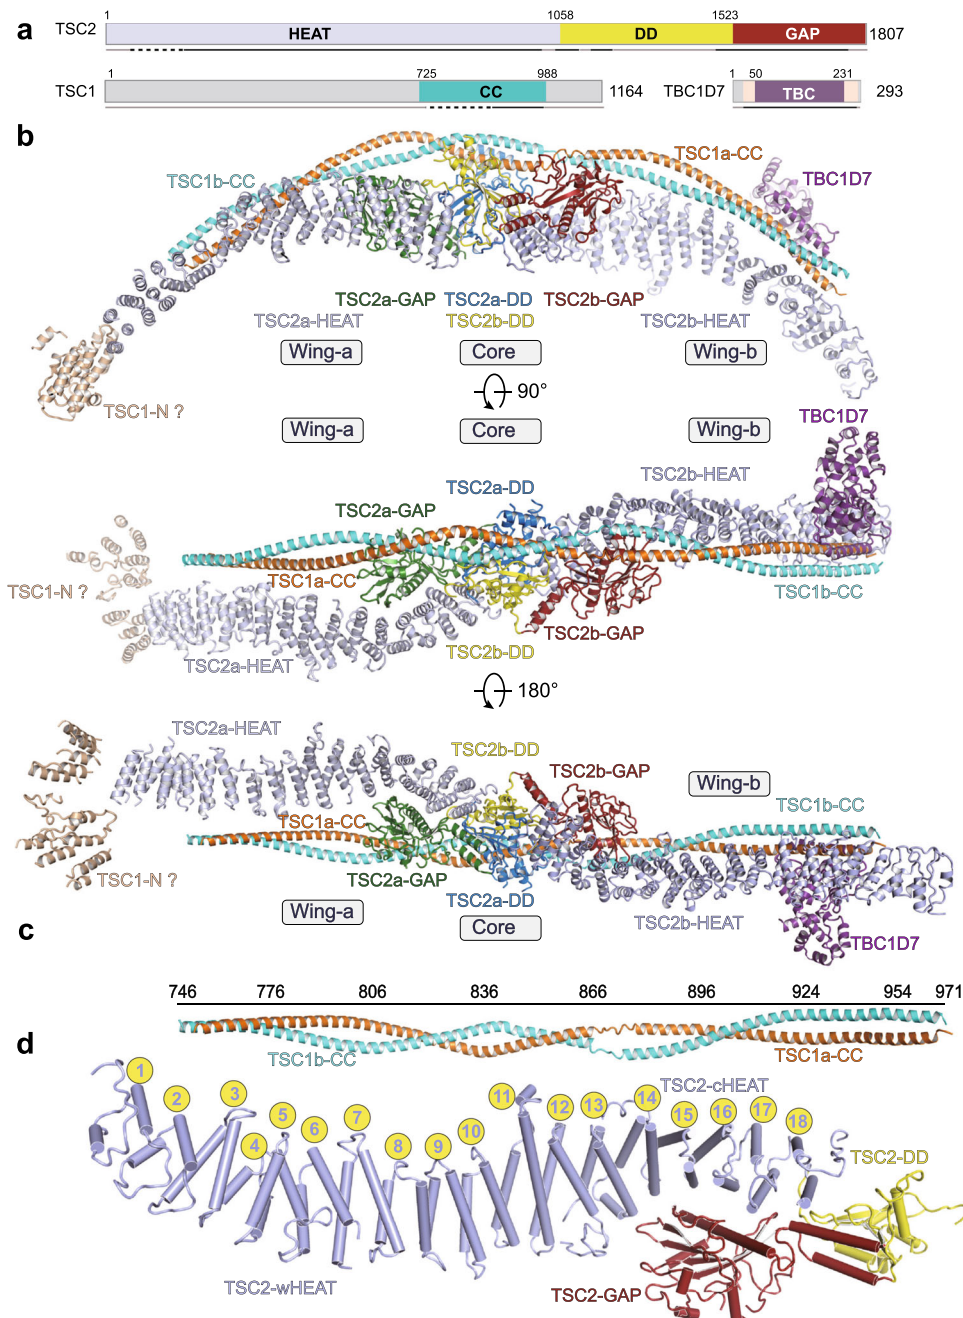 a
1 1058 1523
TSC2 HEAT DD GAP 1807
1 725 988 1 50 231
TSC1 CC 1164 TBC1D7 TBC 293
b
TSC1b-CC TSC1a-CC
TBC1D7
TSC2a-GAP TSC2a-DD TSC2b-GAP
TSC2a-HEAT TSC2b-DD TSC2b-HEAT
Wing-a Core Wing-b
90°
TSC1-N ?
Wing-a Core Wing-b
TBC1D7
TSC2b-HEAT
TSC2a-DD
TSC2a-GAP
TSC1-N ? TSC1a-CC TSC1b-CC
TSC2b-GAP
TSC2a-HEAT TSC2b-DD
180°
TSC2a-HEAT
TSC2b-DD
TSC2b-GAP
Wing-b
TSC1b-CC
TSC1a-CC
TSC1-N ? TSC2a-GAP
TSC2a-DD
Wing-a Core TSC2b-HEAT
TBC1D7
c
746 776 806 836 866 896 924 954 971
TSC1b-CC TSC1a-CC
d
TSC2-cHEAT
1 2 3 4 5 6 7 8 9 10 11 12 13 14 15 16 17 18
TSC2-DD
TSC2-wHEAT
TSC2-GAP